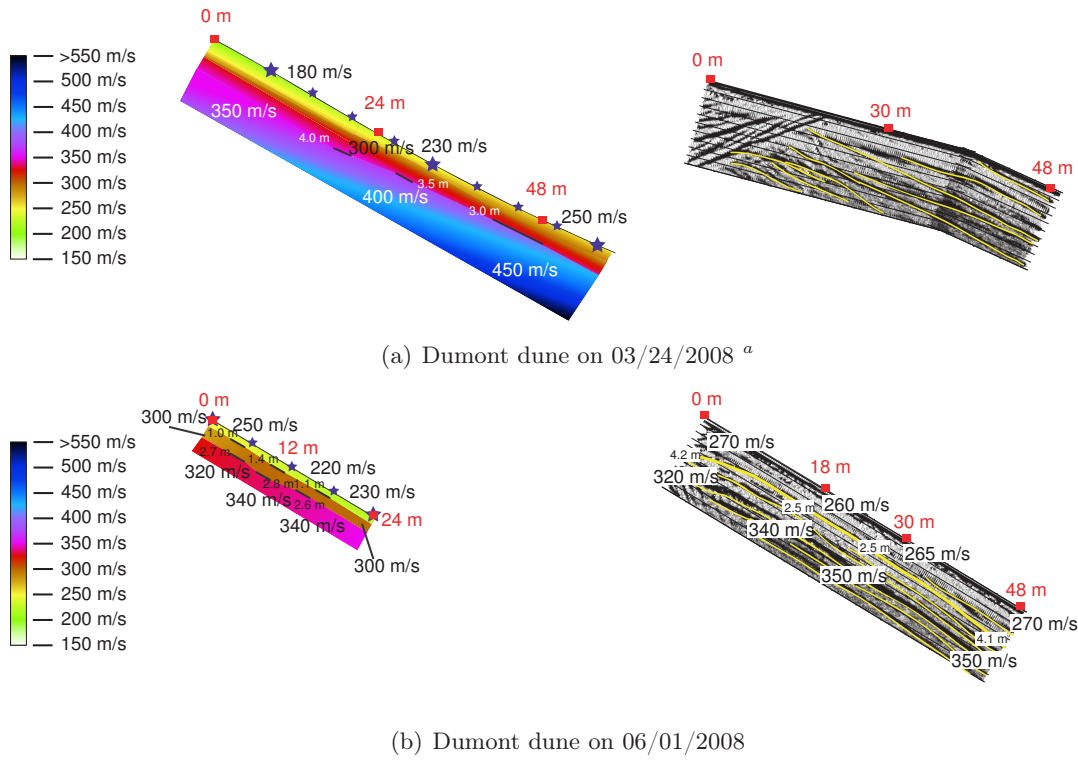 0 m
>550 m/s
500 m/s
450 m/s
400 m/s
350 m/s
300 m/s
250 m/s
200 m/s
150 m/s
180 m/s
24 m
350 m/s
4.0 m
300 m/s
230 m/s
3.5 m
400 m/s
48 m
3.0 m
250 m/s
450 m/s
0 m
30 m
48 m
(a) Dumont dune on 03/24/2008 a
>550 m/s
500 m/s
450 m/s
400 m/s
350 m/s
300 m/s
250 m/s
200 m/s
150 m/s
0 m
300 m/s
250 m/s
1.0 m
12 m
2.7 m
1.4 m
220 m/s
320 m/s
2.8 m
1.1 m
230 m/s
340 m/s
2.6 m
24 m
340 m/s
300 m/s
0 m
270 m/s
4.2 m
18 m
320 m/s
2.5 m
260 m/s
30 m
340 m/s
2.5 m
265 m/s
350 m/s
48 m
270 m/s
4.1 m
350 m/s
(b) Dumont dune on 06/01/2008